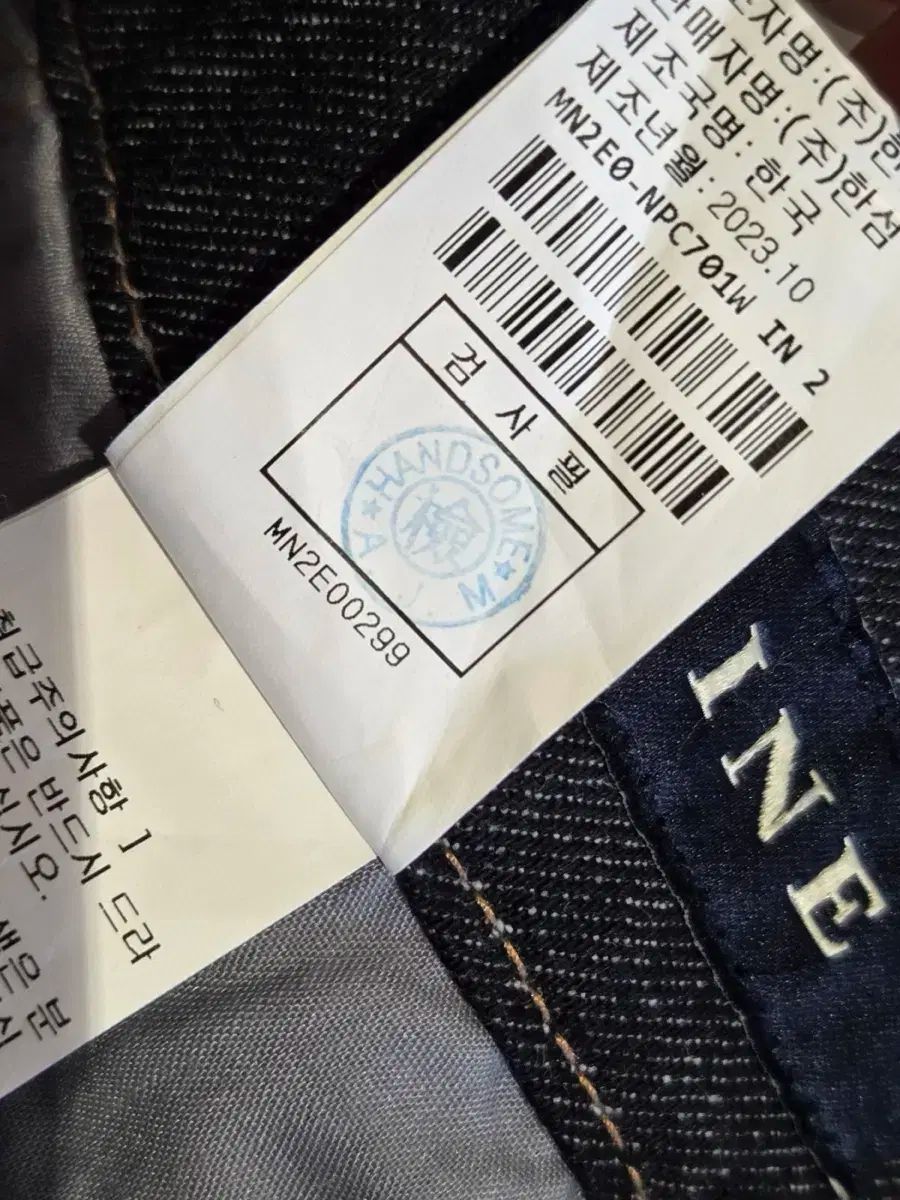 자명:(주)한
판매자명:(주)한섬
제조국명: 한국
제조년월: 2023.10
MN2E0-NPC701W IN 2
검 사 필
HANDSOME
檢
A M
MN2E00299
취급주의사항 1
반드시 드라
INE